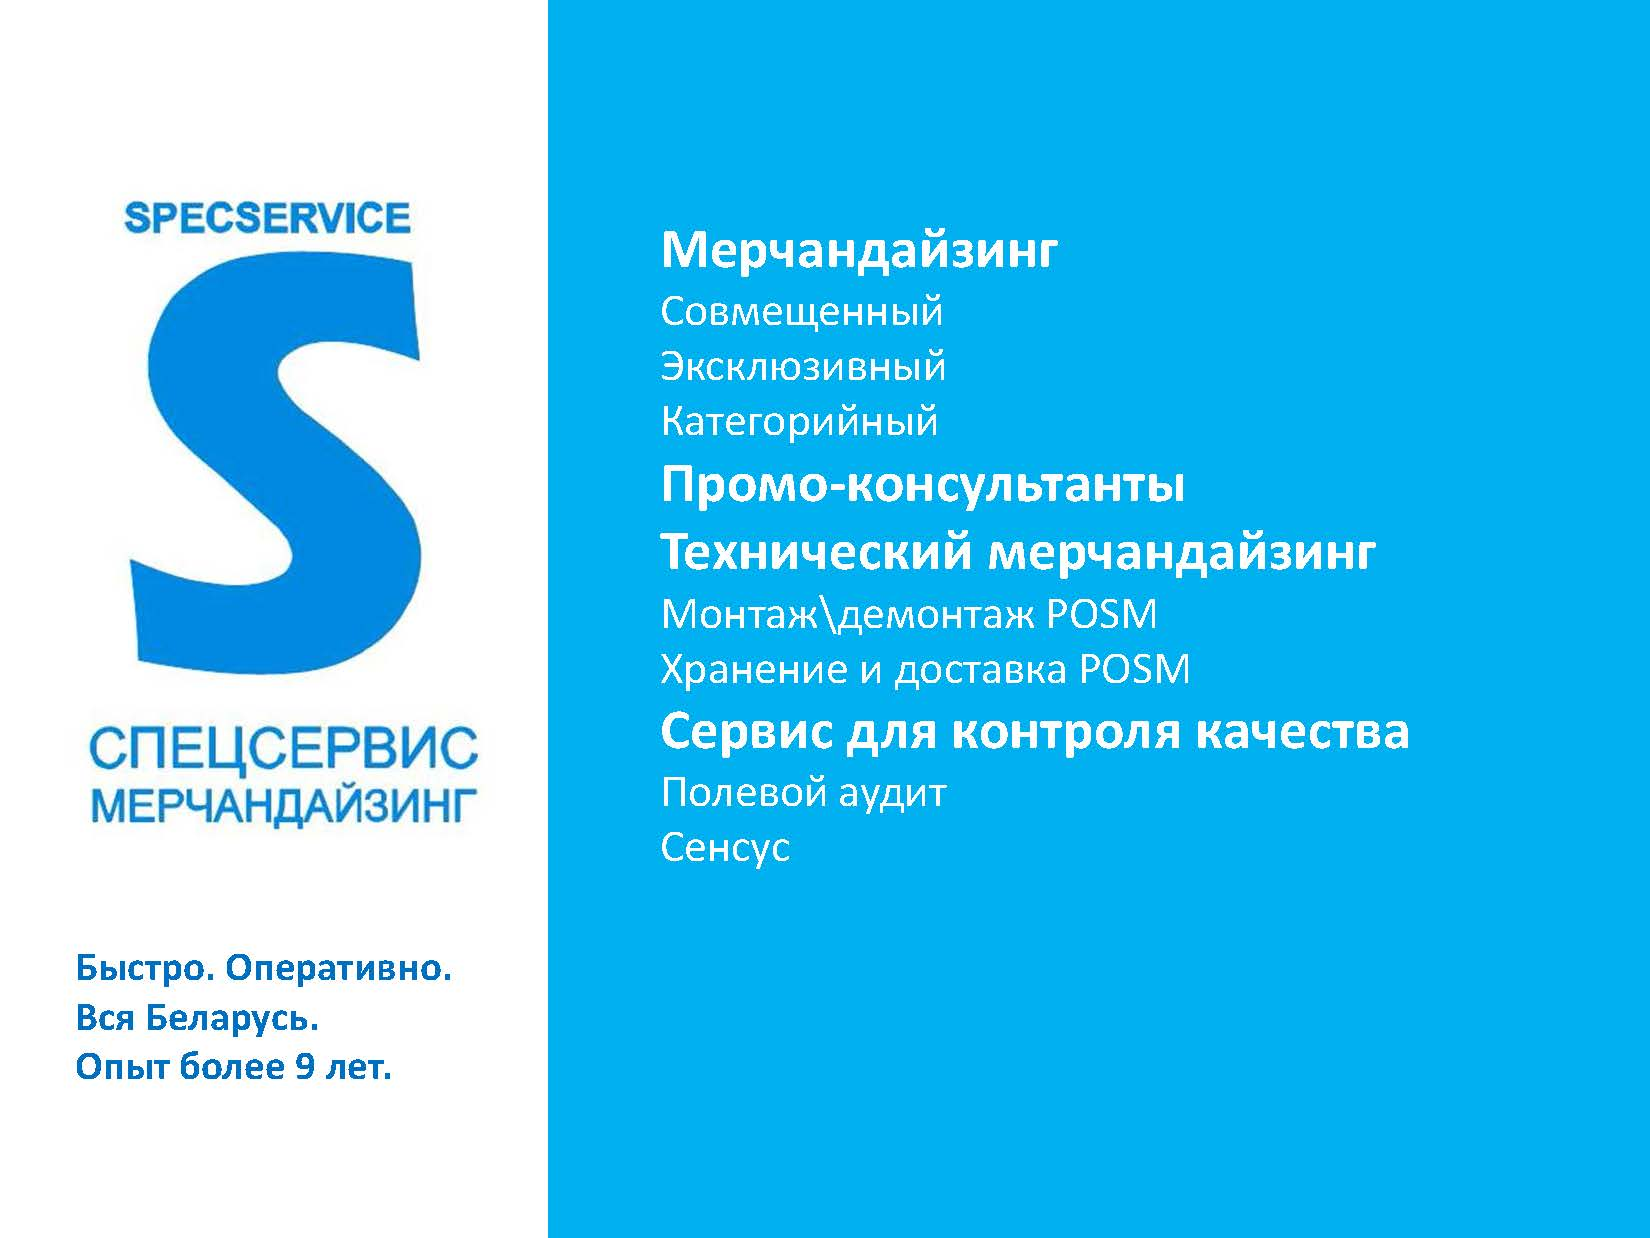 SPECSERVICE
S
СПЕЦСЕРВИС
МЕРЧАНДАЙЗИНГ
Быстро. Оперативно.
Вся Беларусь.
Опыт более 9 лет.
Мерчандайзинг
Совмещенный
Эксклюзивный
Категорийный
Промо-консультанты
Технический мерчандайзинг
Монтаж\демонтаж POSM
Хранение и доставка POSM
Сервис для контроля качества
Полевой аудит
Сенсус